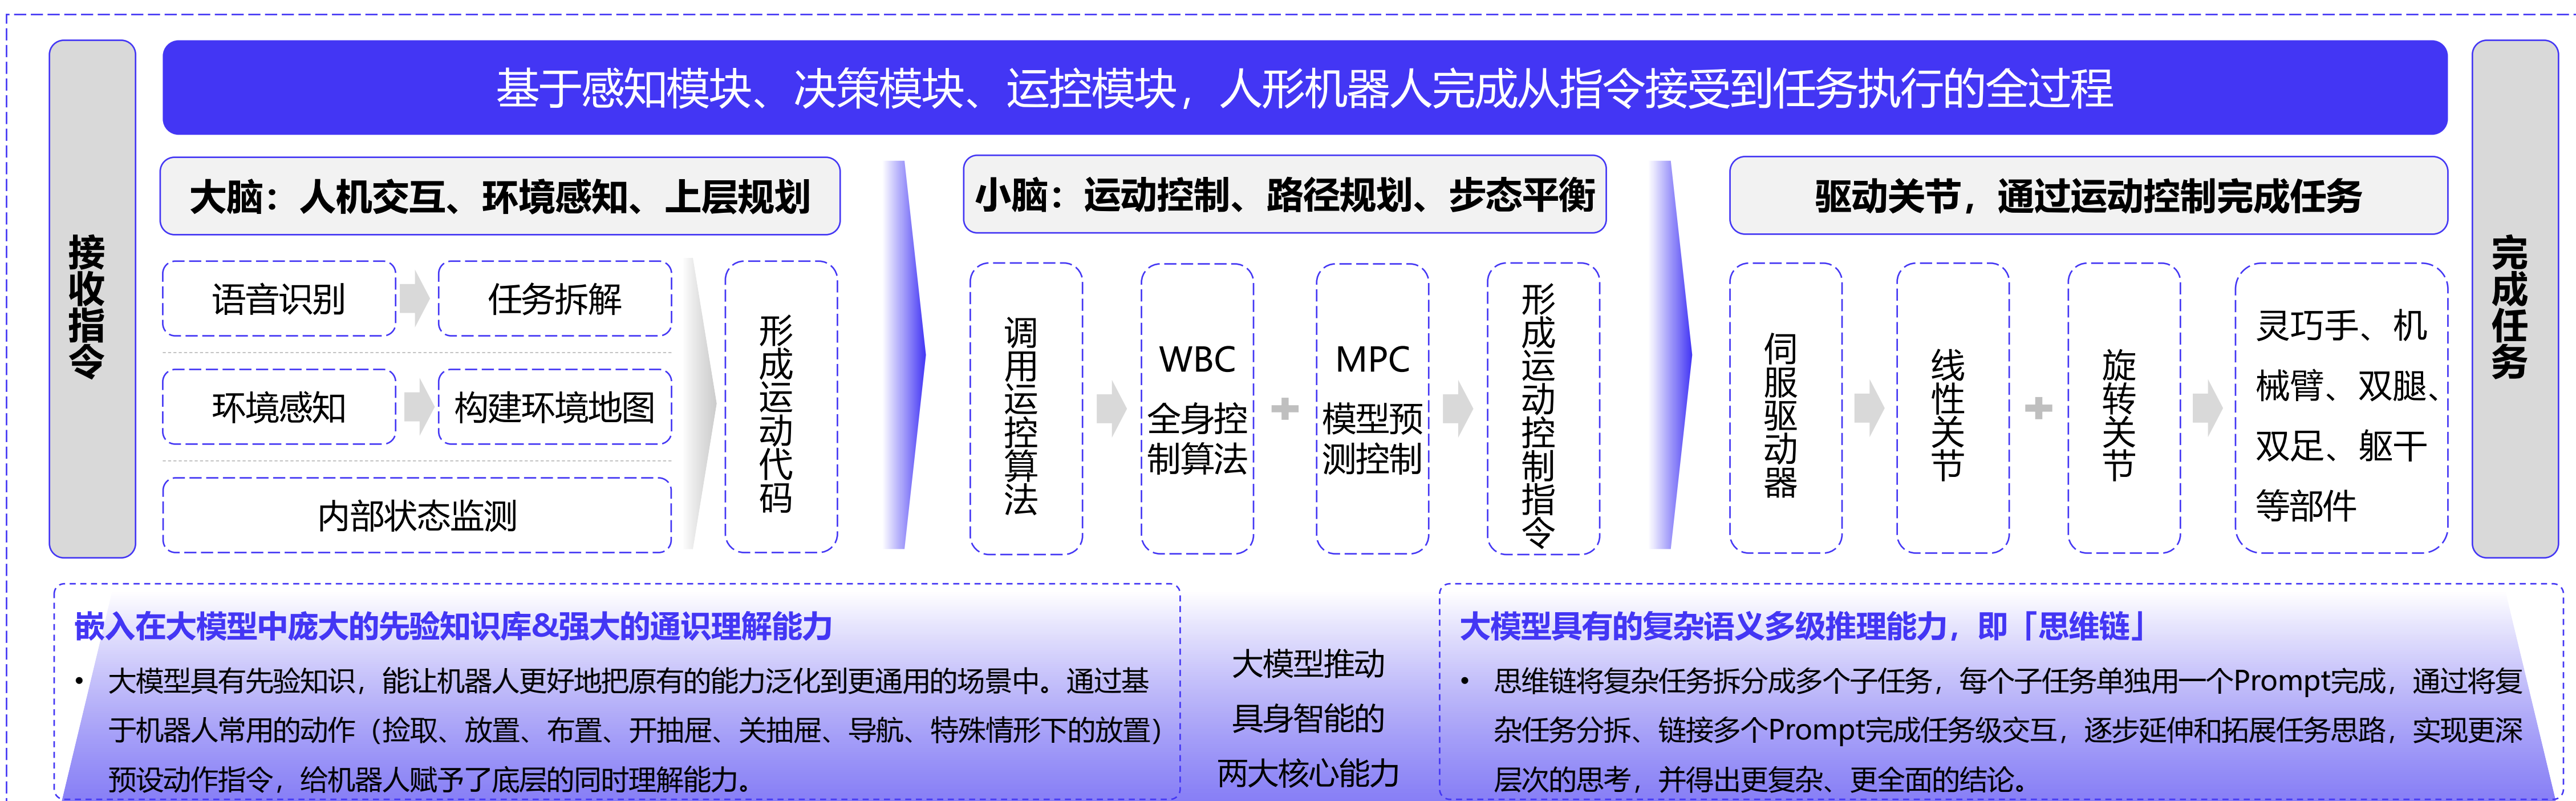 基于感知模块、决策模块、运控模块，人形机器人完成从指令接受到任务执行的全过程
接收指令
大脑：人机交互、环境感知、上层规划
语音识别
任务拆解
环境感知
构建环境地图
内部状态监测
形成运动代码
小脑：运动控制、路径规划、步态平衡
调用运控算法
WBC
全身控
制算法
MPC
模型预
测控制
形成运动控制指令
驱动关节，通过运动控制完成任务
伺服驱动器
线性关节
旋转关节
灵巧手、机
械臂、双腿、
双足、躯干
等部件
完成任务
嵌入在大模型中庞大的先验知识库&强大的通识理解能力
• 大模型具有先验知识，能让机器人更好地把原有的能力泛化到更通用的场景中。通过基
于机器人常用的动作（捡取、放置、布置、开抽屉、关抽屉、导航、特殊情形下的放置）
预设动作指令，给机器人赋予了底层的同时理解能力。
大模型推动
具身智能的
两大核心能力
大模型具有的复杂语义多级推理能力，即「思维链」
• 思维链将复杂任务拆分成多个子任务，每个子任务单独用一个Prompt完成，通过将复
杂任务分拆、链接多个Prompt完成任务级交互，逐步延伸和拓展任务思路，实现更深
层次的思考，并得出更复杂、更全面的结论。